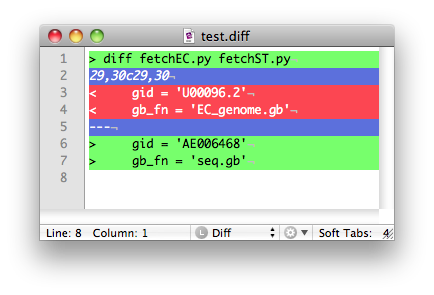 test.diff
1 > diff fetchEC.py fetchST.py
2 29,30c29,30¬
3 <     gid = 'U00096.2'¬
4 <     gb_fn = 'EC_genome.gb'¬
5 ---¬
6 >     gid = 'AE006468'¬
7 >     gb_fn = 'seq.gb'
8
Line: 8 Column: 1 L Diff Soft Tabs: 4